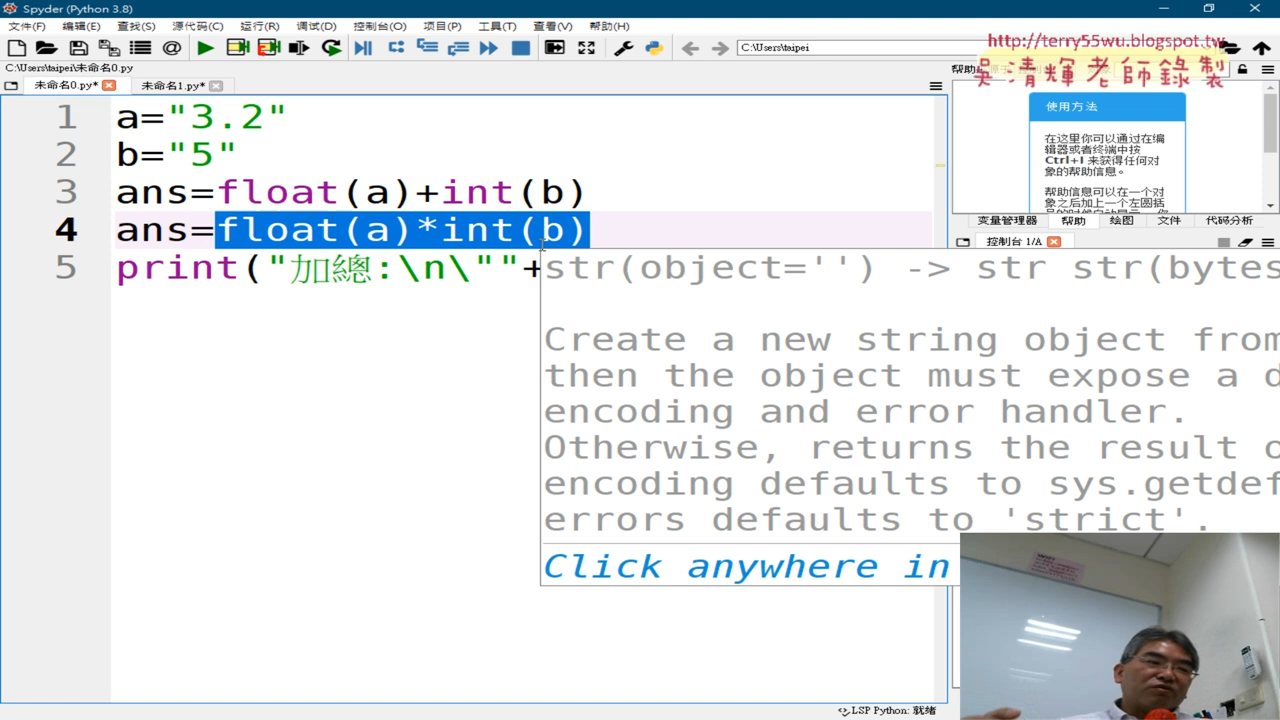 Spyder (Python 3.8)
文件(F) 编辑(E) 查找(S) 源代码(C) 运行(R) 调试(D) 控制台(O) 项目(P) 工具(T) 查看(V) 帮助(H)
C:\Users\taipei
http://terry55wu.blogspot.tw
吳清輝老師錄製
C:\Users\taipei\未命名0.py
帮助
未命名0.py* 未命名1.py*
1 a="3.2"
2 b="5"
3 ans=float(a)+int(b)
4 ans=float(a)*int(b)
5 print("加總:\n\""+
str(object='') -> str str(bytes
Create a new string object from
then the object must expose a d
encoding and error handler.
Otherwise, returns the result o
encoding defaults to sys.getdef
errors defaults to 'strict'.
Click anywhere in
使用方法
在这里你可以通过在编
辑器或者终端中按
Ctrl+I 来获得任何对
象的帮助信息。
帮助信息可以在一个对
象之后加上一个左圆括
变量管理器 帮助 绘图 文件 代码分析
控制台 1/A
LSP Python: 就绪